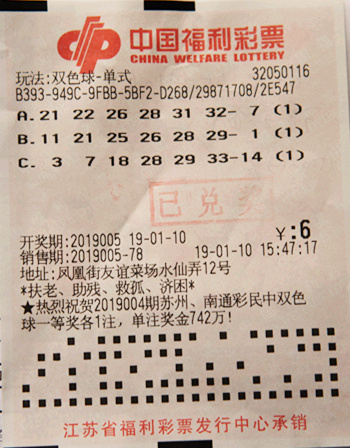 中国福利彩票
CHINA WELFARE LOTTERY
玩法:双色球-单式 32050116
B393-949C-9FBB-5BF2-D268/29871708/2E547
A.21 22 26 28 31 32- 7 (1)
B.11 21 25 26 28 29- 1 (1)
C. 3 7 18 28 29 33-14 (1)
已兑奖
开奖期:2019005 19-01-10 ¥:6
销售期:2019005-78 19-01-10 15:47:17
地址:凤凰街友谊菜场水仙弄12号
*扶老、助残、救孤、济困*
★热烈祝贺2019004期苏州、南通彩民中双色
球一等奖各1注，单注奖金742万!
江苏省福利彩票发行中心承销